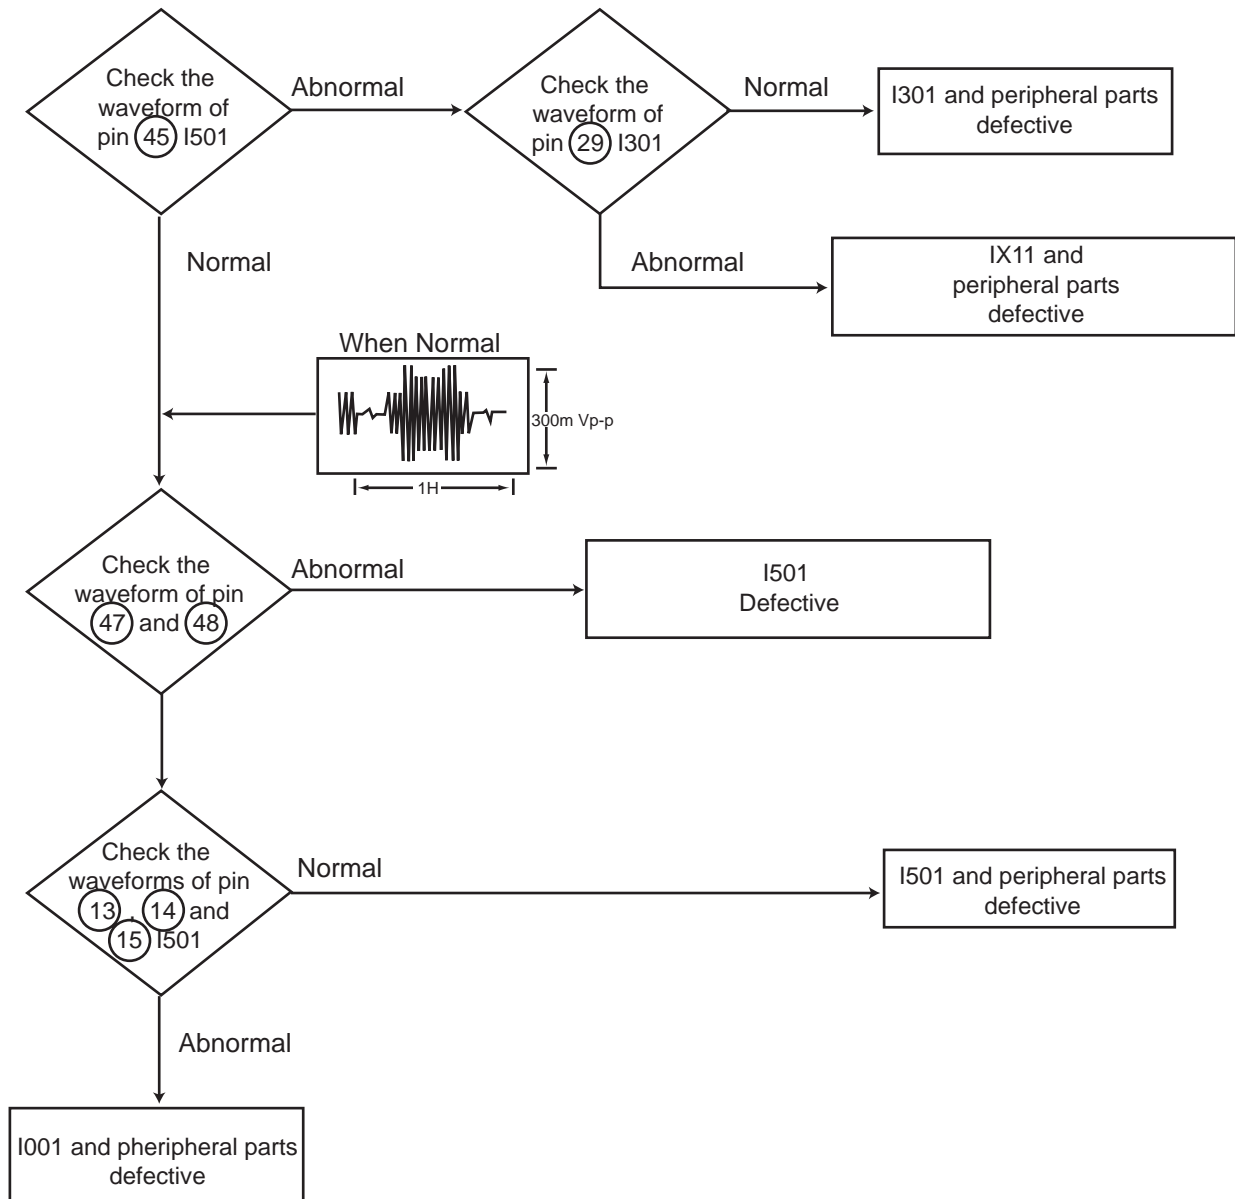 Check the
waveform of
pin 45 I501
Abnormal
Check the
waveform of
pin 29 I301
Normal
I301 and peripheral parts
defective
Normal
Abnormal
IX11 and
peripheral parts
defective
When Normal
300m Vp-p
1H
Check the
waveform of pin
47 and 48
Abnormal
I501
Defective
Check the
waveforms of pin
13 , 14 and
15 I501
Normal
I501 and peripheral parts
defective
Abnormal
I001 and pheripheral parts
defective